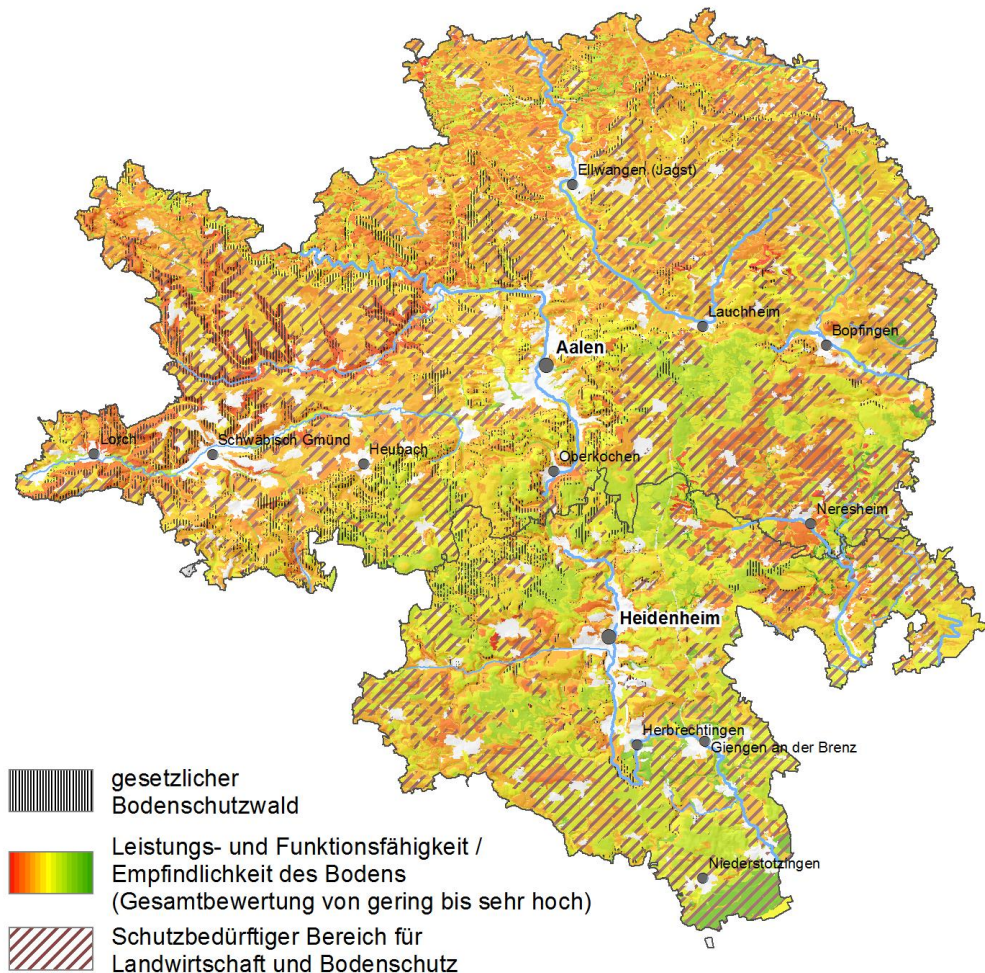 Ellwangen (Jagst)
Lauchheim
Bopfingen
Aalen
Lorch
Schwäbisch Gmünd
Heubach
Oberkochen
Neresheim
Heidenheim
Herbrechtingen
Giengen an der Brenz
Niederstotzingen
gesetzlicher
Bodenschutzwald
Leistungs- und Funktionsfähigkeit /
Empfindlichkeit des Bodens
(Gesamtbewertung von gering bis sehr hoch)
Schutzbedürftiger Bereich für
Landwirtschaft und Bodenschutz